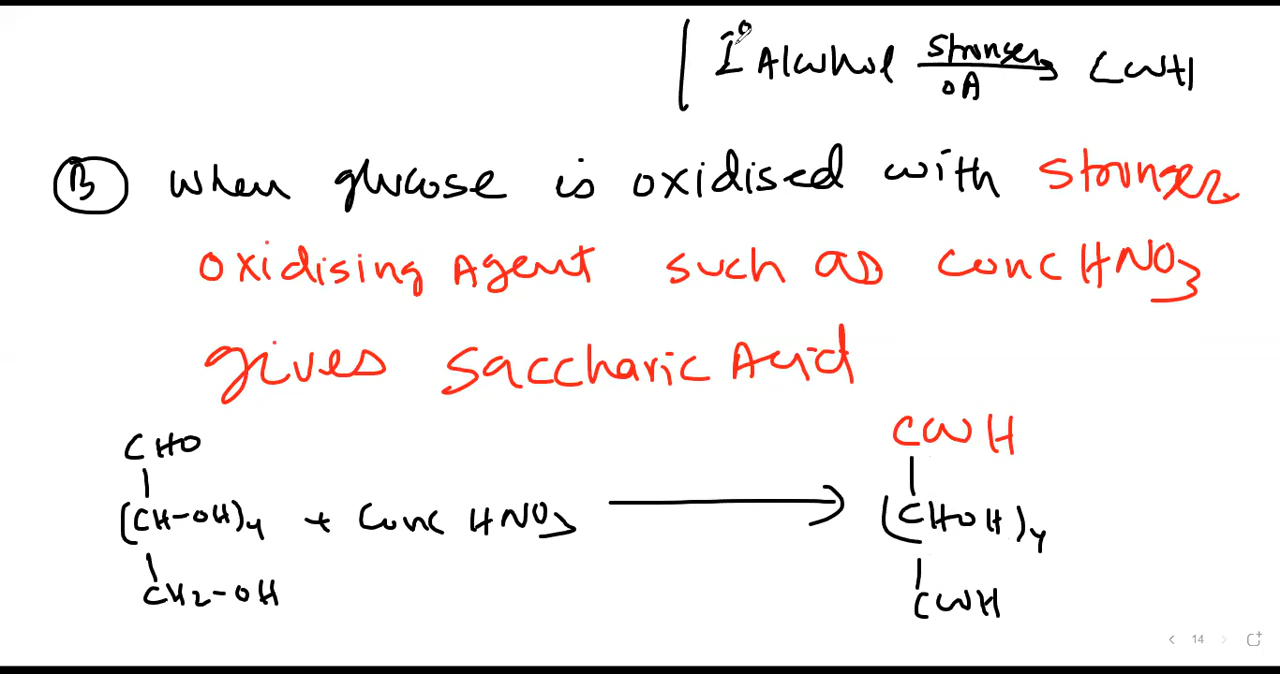 1° Alcohol stronger OA COOH
B When glucose is oxidised with stronger
oxidising Agent such as conc HNO3
gives saccharic Acid
CHO
(CH-OH)4 + conc HNO3
CH2-OH
COOH
(CHOH)4
COOH
14